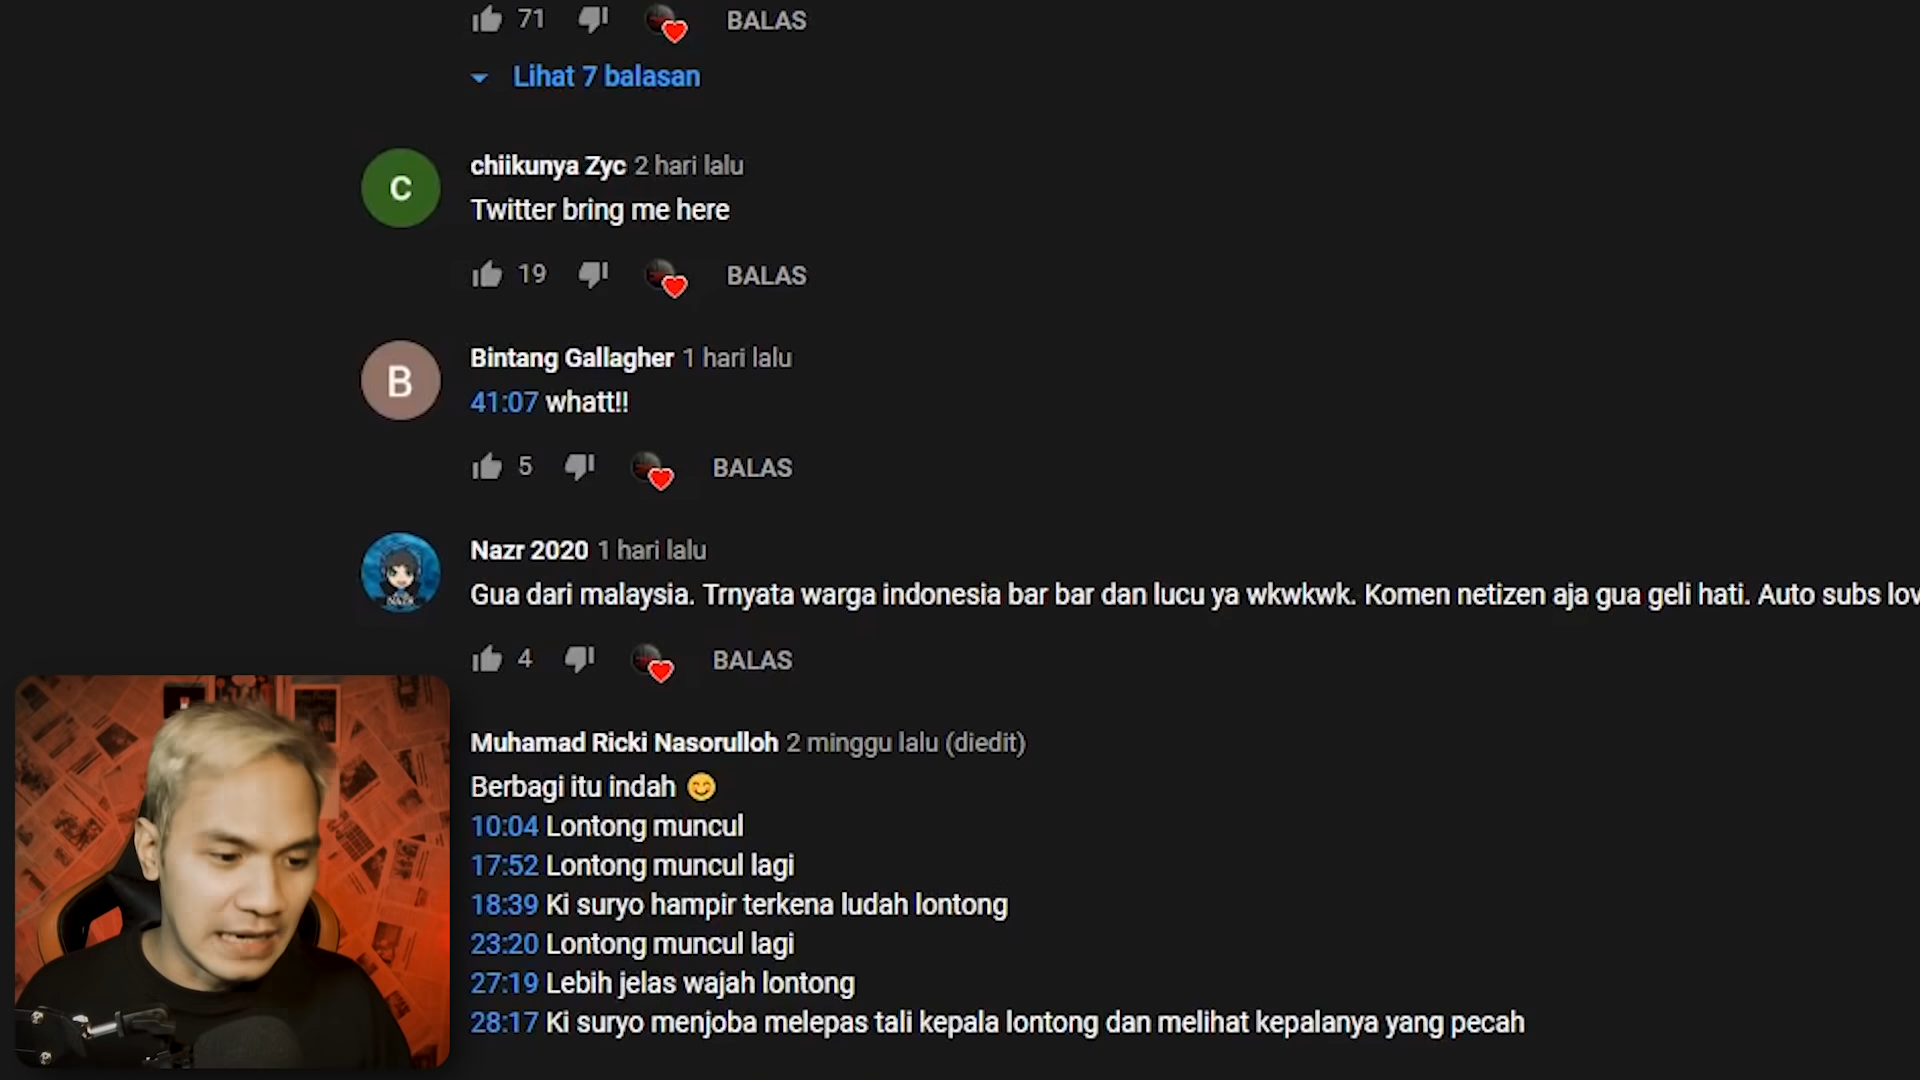 71 BALAS
Lihat 7 balasan
C
chiikunya Zyc 2 hari lalu
Twitter bring me here
19 BALAS
B
Bintang Gallagher 1 hari lalu
41:07 whatt!!
5 BALAS
Nazr 2020 1 hari lalu
Gua dari malaysia. Trnyata warga indonesia bar bar dan lucu ya wkwkwk. Komen netizen aja gua geli hati. Auto subs lov
4 BALAS
Muhamad Ricki Nasorulloh 2 minggu lalu (diedit)
Berbagi itu indah 😊
10:04 Lontong muncul
17:52 Lontong muncul lagi
18:39 Ki suryo hampir terkena ludah lontong
23:20 Lontong muncul lagi
27:19 Lebih jelas wajah lontong
28:17 Ki suryo menjoba melepas tali kepala lontong dan melihat kepalanya yang pecah